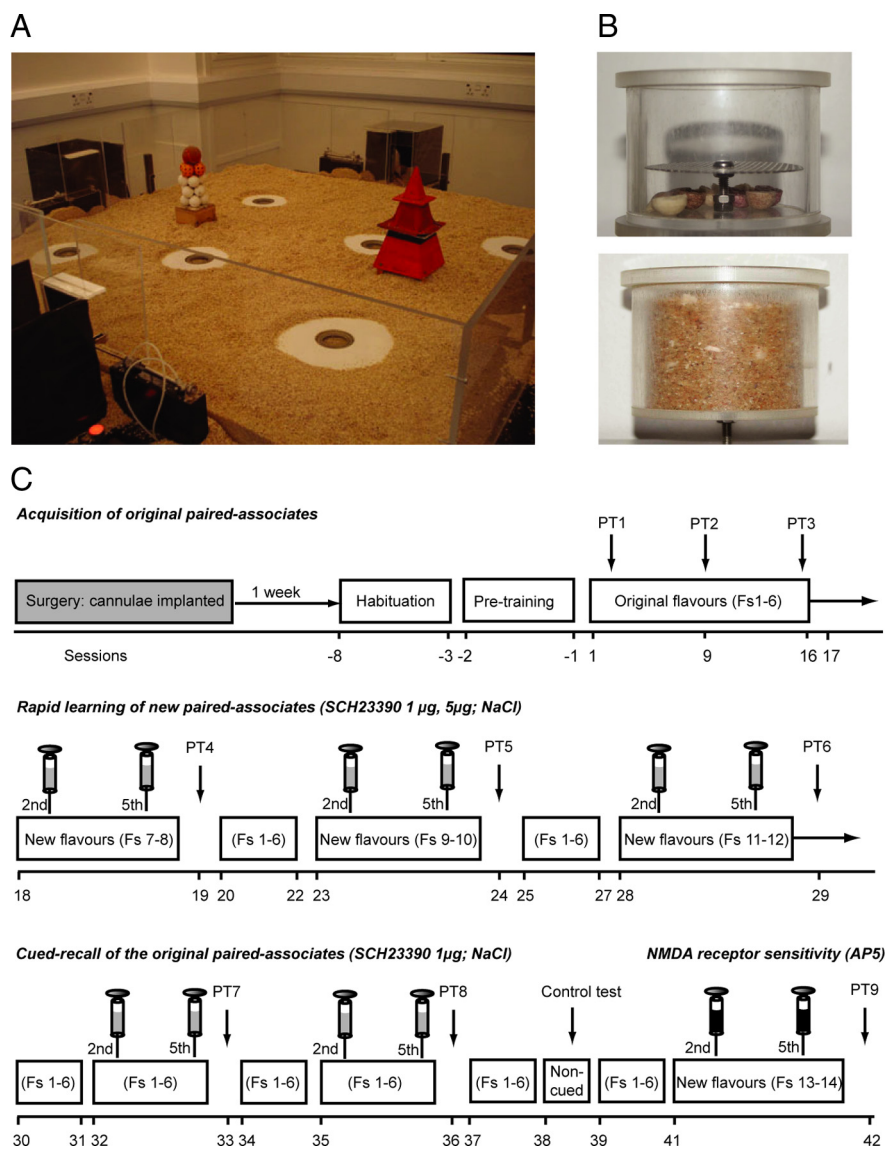 A
B
C
Acquisition of original paired-associates
PT1 PT2 PT3
Surgery: cannulae implanted 1 week Habituation Pre-training Original flavours (Fs1-6)
Sessions -8 -3 -2 -1 1 9 16 17
Rapid learning of new paired-associates (SCH23390 1 µg, 5µg; NaCl)
PT4 PT5 PT6
2nd 5th 2nd 5th 2nd 5th
New flavours (Fs 7-8) (Fs 1-6) New flavours (Fs 9-10) (Fs 1-6) New flavours (Fs 11-12)
18 19 20 22 23 24 25 27 28 29
Cued-recall of the original paired-associates (SCH23390 1µg; NaCl) NMDA receptor sensitivity (AP5)
PT7 PT8 Control test PT9
2nd 5th 2nd 5th 2nd 5th
(Fs 1-6) (Fs 1-6) (Fs 1-6) (Fs 1-6) (Fs 1-6) Non-
cued (Fs 1-6) New flavours (Fs 13-14)
30 31 32 33 34 35 36 37 38 39 41 42